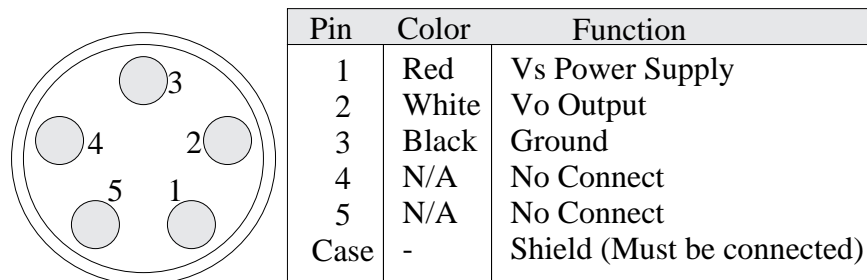 3
4
2
5
1
Pin Color Function
1 Red Vs Power Supply
2 White Vo Output
3 Black Ground
4 N/A No Connect
5 N/A No Connect
Case - Shield (Must be connected)